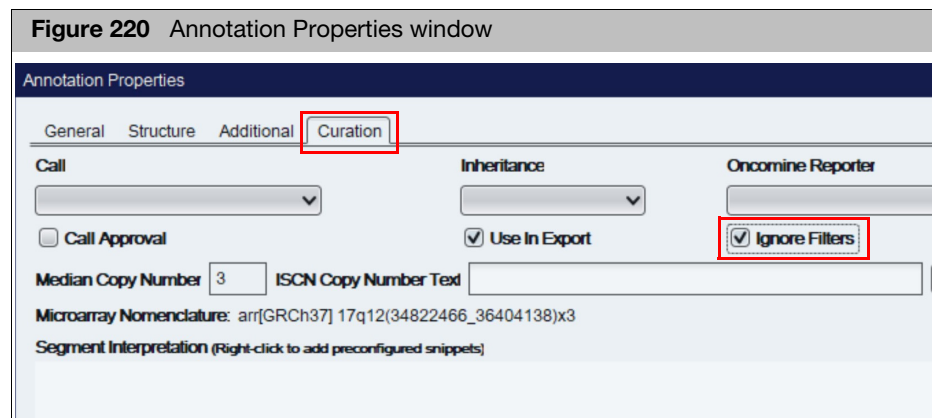 Figure 220 Annotation Properties window
Annotation Properties
General Structure Additional Curation
Call Inheritance Oncomine Reporter
Call Approval Use In Export Ignore Filters
Median Copy Number 3 ISCN Copy Number Text
Microarray Nomenclature: arr[GRCh37] 17q12(34822466_36404138)x3
Segment Interpretation (Right-click to add preconfigured snippets)